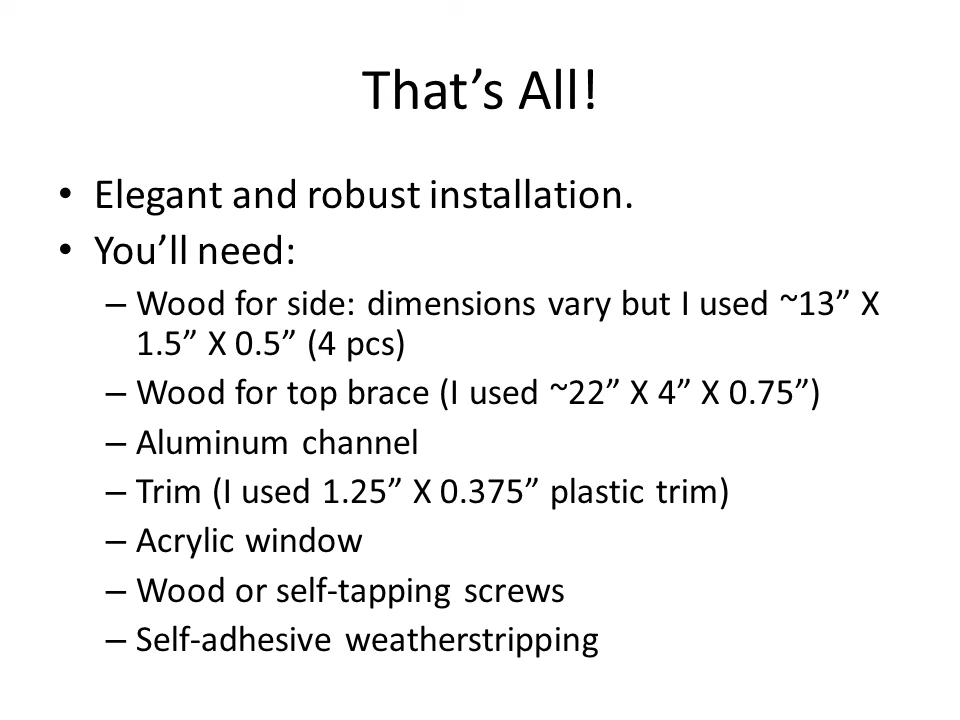 That’s All!
• Elegant and robust installation.
• You’ll need:
– Wood for side: dimensions vary but I used ~13” X
1.5” X 0.5” (4 pcs)
– Wood for top brace (I used ~22” X 4” X 0.75”)
– Aluminum channel
– Trim (I used 1.25” X 0.375” plastic trim)
– Acrylic window
– Wood or self-tapping screws
– Self-adhesive weatherstripping